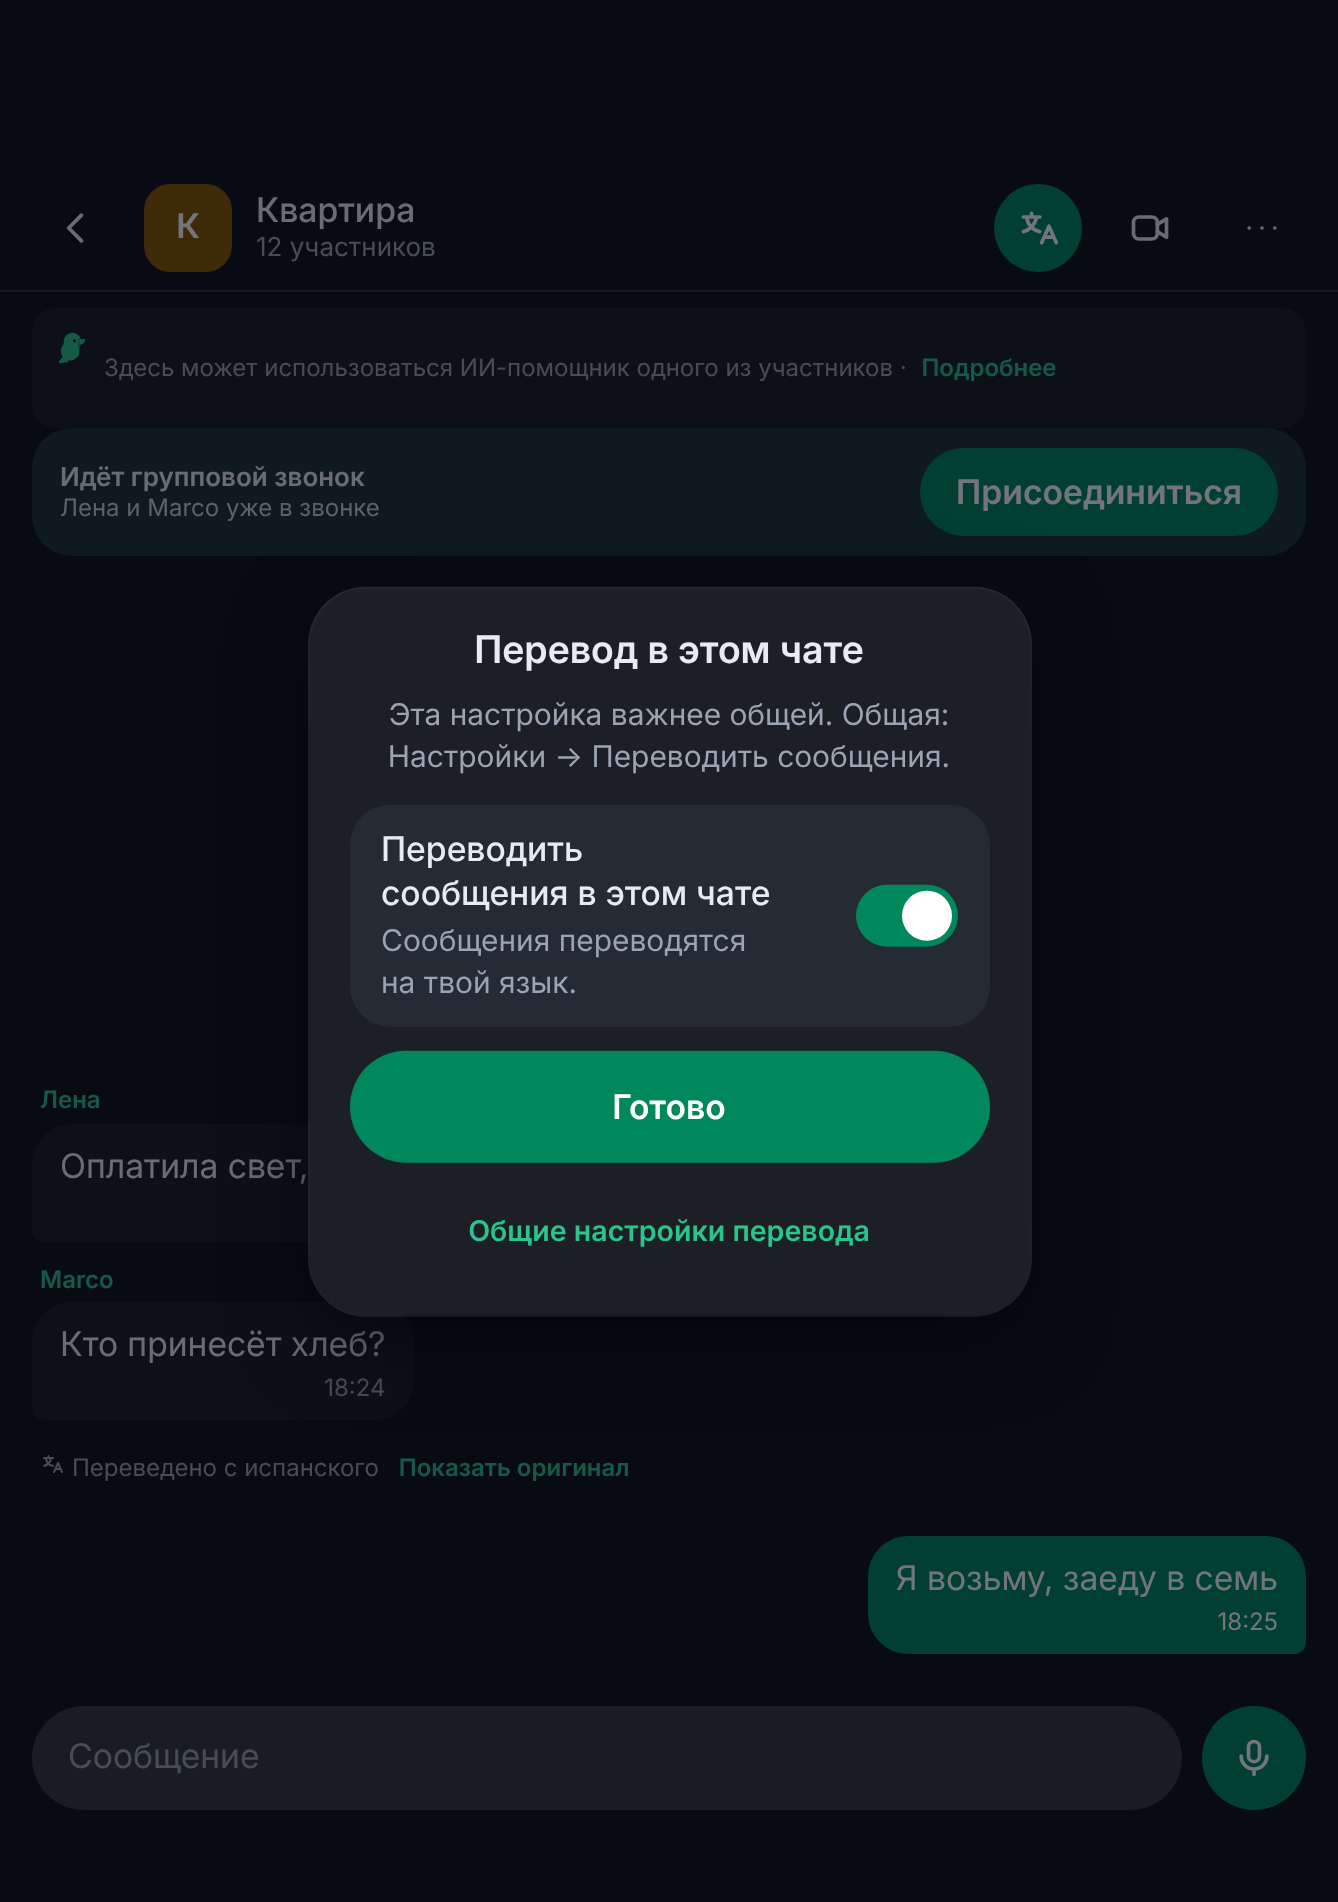 К
Квартира
12 участников
Здесь может использоваться ИИ-помощник одного из участников · Подробнее
Идёт групповой звонок
Лена и Marco уже в звонке
Присоединиться
Перевод в этом чате
Эта настройка важнее общей. Общая:
Настройки → Переводить сообщения.
Переводить
сообщения в этом чате
Сообщения переводятся
на твой язык.
Готово
Общие настройки перевода
Лена
Оплатила свет,
Marco
Кто принесёт хлеб?
18:24
Переведено с испанского Показать оригинал
Я возьму, заеду в семь
18:25
Сообщение